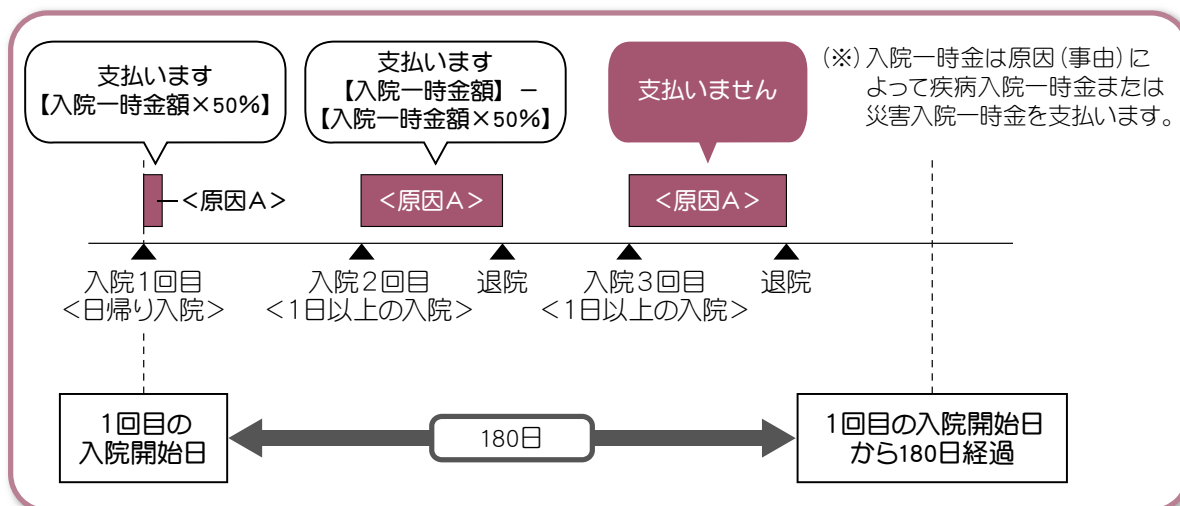 支払います
【入院一時金額×50%】
支払います
【入院一時金額】－
【入院一時金額×50%】
支払いません
(※)入院一時金は原因(事由)に
よって疾病入院一時金または
災害入院一時金を支払います。
<原因A>
<原因A>
<原因A>
入院1回目
<日帰り入院>
入院2回目
<1日以上の入院>
退院
入院3回目
<1日以上の入院>
退院
1回目の
入院開始日
180日
1回目の入院開始日
から180日経過